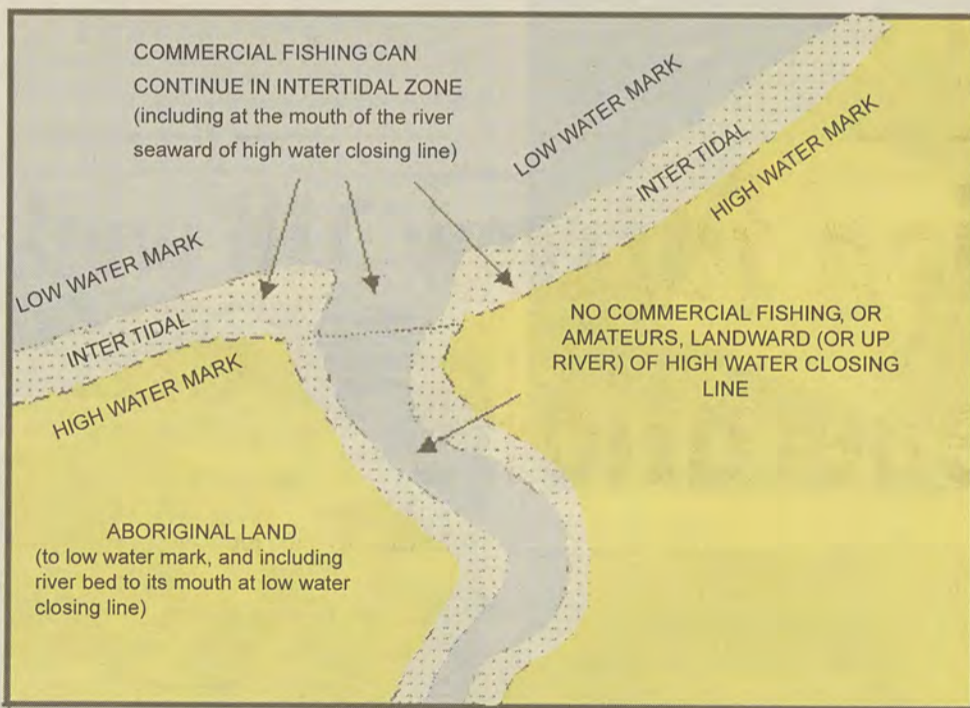 COMMERCIAL FISHING CAN
CONTINUE IN INTERTIDAL ZONE
(including at the mouth of the river
seaward of high water closing line)
LOW WATER MARK
INTER TIDAL
HIGH WATER MARK
LOW WATER MARK
INTER TIDAL
HIGH WATER MARK
NO COMMERCIAL FISHING, OR
AMATEURS, LANDWARD (OR UP
RIVER) OF HIGH WATER CLOSING
LINE
ABORIGINAL LAND
(to low water mark, and including
river bed to its mouth at low water
closing line)